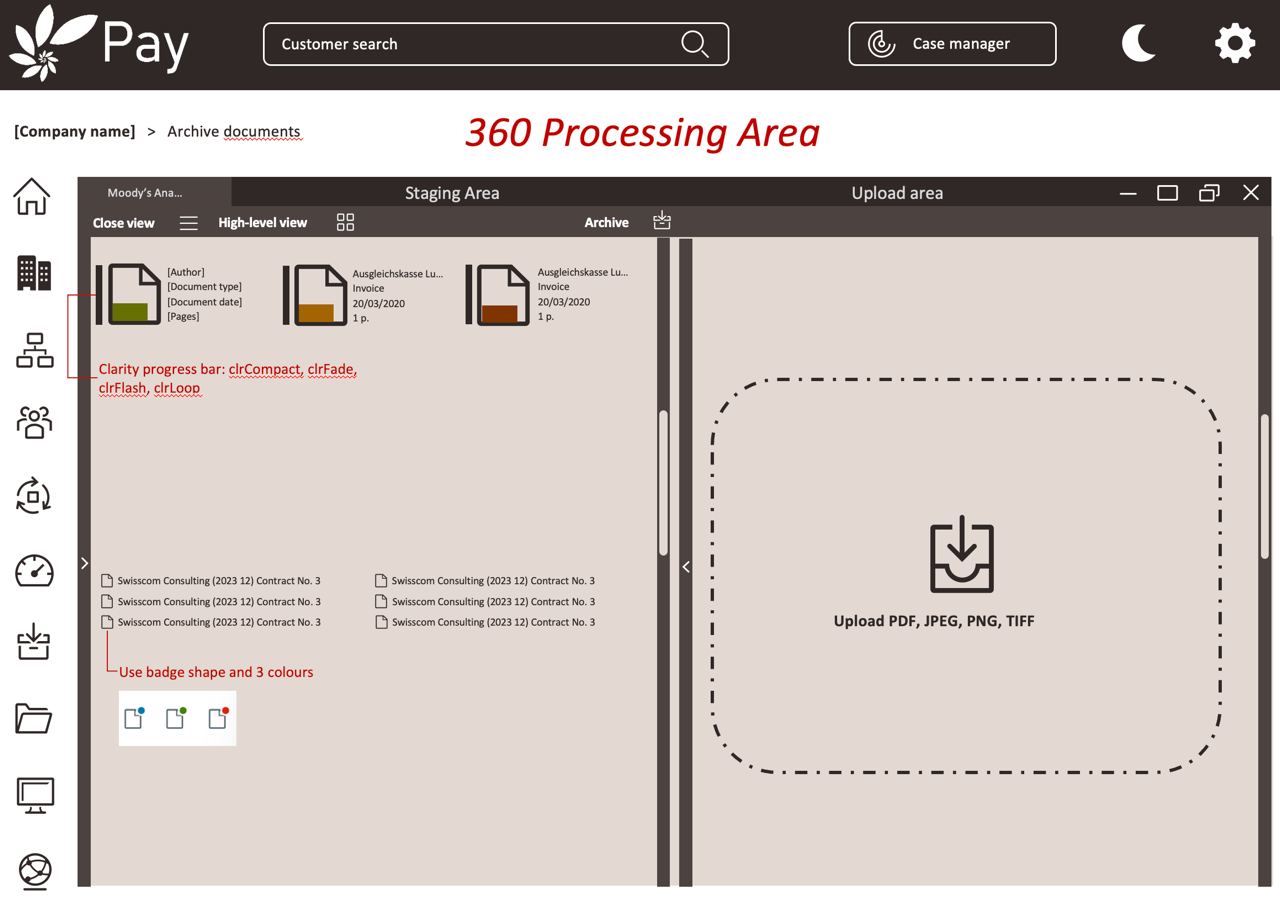 Pay
Customer search
Case manager
[Company name] > Archive documents
360 Processing Area
Moody's Ana...
Staging Area
Upload area
Close view
High-level view
Archive
[Author]
[Document type]
[Document date]
[Pages]
Ausgleichskasse Lu...
Invoice
20/03/2020
1 p.
Ausgleichskasse Lu...
Invoice
20/03/2020
1 p.
Clarity progress bar: clrCompact, clrFade,
clrFlash, clrLoop
Swisscom Consulting (2023 12) Contract No. 3
Swisscom Consulting (2023 12) Contract No. 3
Swisscom Consulting (2023 12) Contract No. 3
Swisscom Consulting (2023 12) Contract No. 3
Swisscom Consulting (2023 12) Contract No. 3
Swisscom Consulting (2023 12) Contract No. 3
Use badge shape and 3 colours
Upload PDF, JPEG, PNG, TIFF